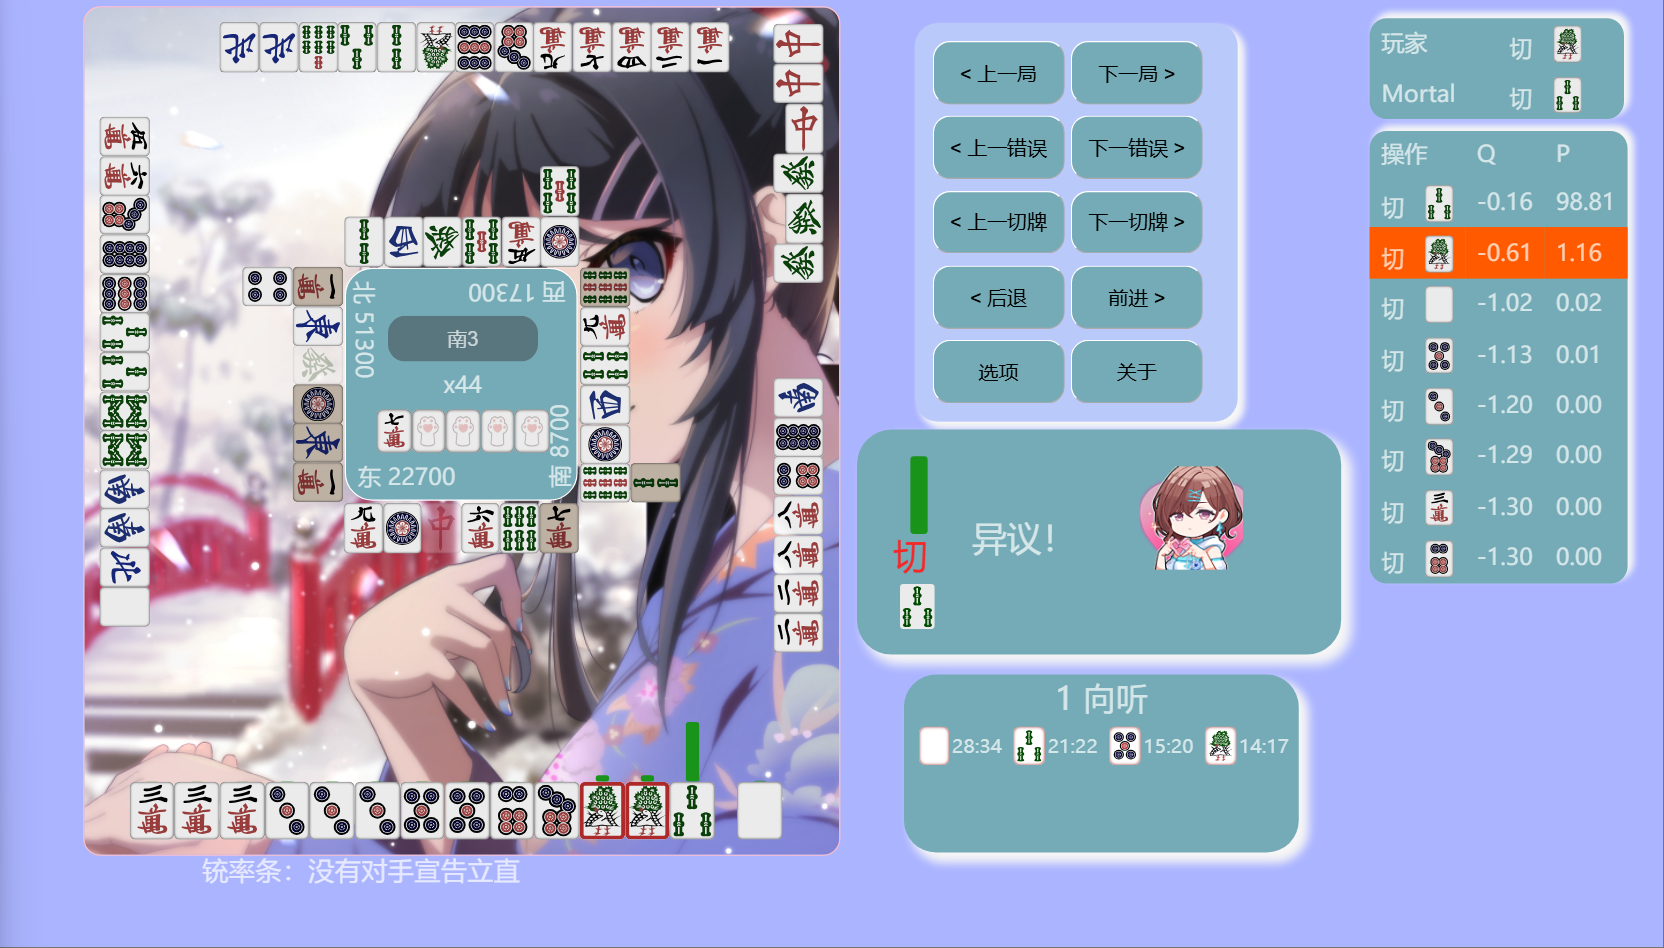 北 51300
西 17300
南3
x44
东 22700
南 8700
铳率条：没有对手宣告立直
< 上一局
下一局 >
< 上一错误
下一错误 >
< 上一切牌
下一切牌 >
< 后退
前进 >
选项
关于
切
异议！
1 向听
28:34
21:22
15:20
14:17
玩家 切
Mortal 切
操作 Q P
切 -0.16 98.81
切 -0.61 1.16
切 -1.02 0.02
切 -1.13 0.01
切 -1.20 0.00
切 -1.29 0.00
切 -1.30 0.00
切 -1.30 0.00